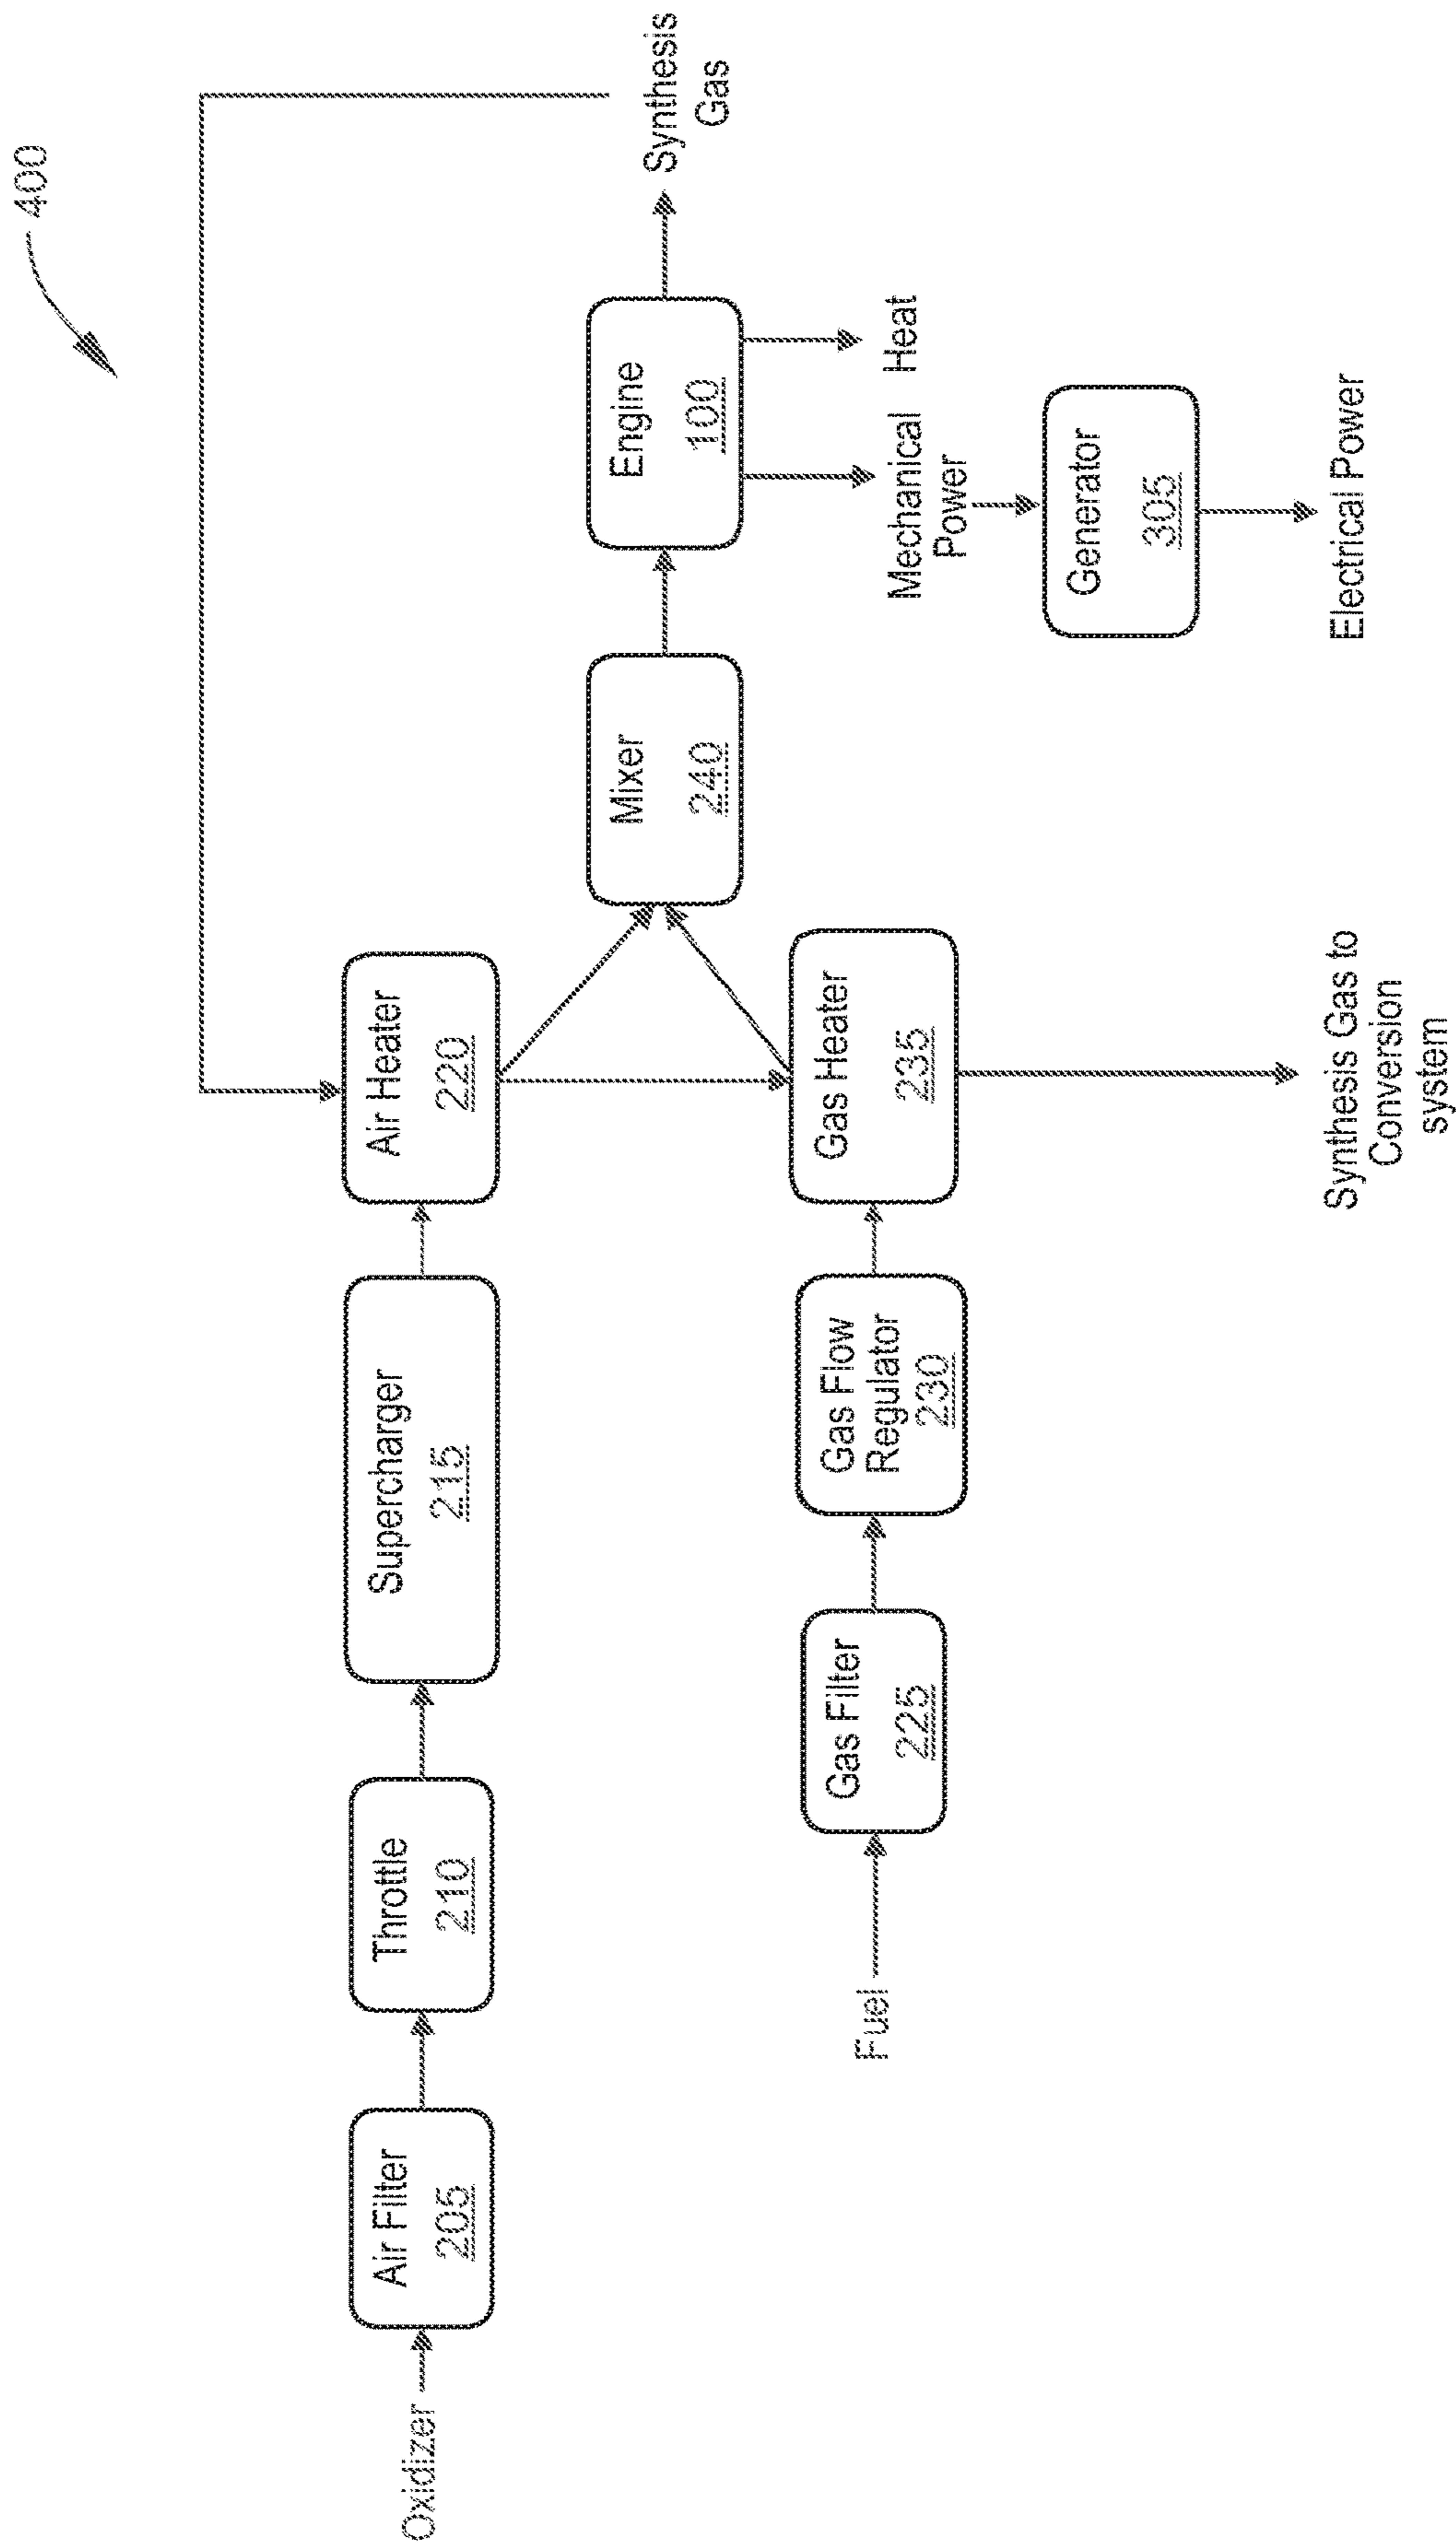 400
Oxidizer
Air Filter
205
Throttle
210
Supercharger
215
Air Heater
220
Synthesis
Gas
Mixer
240
Engine
100
Fuel
Gas Filter
225
Gas Flow
Regulator
230
Gas Heater
235
Mechanical
Power
Heat
Generator
305
Synthesis Gas to
Conversion
system
Electrical Power